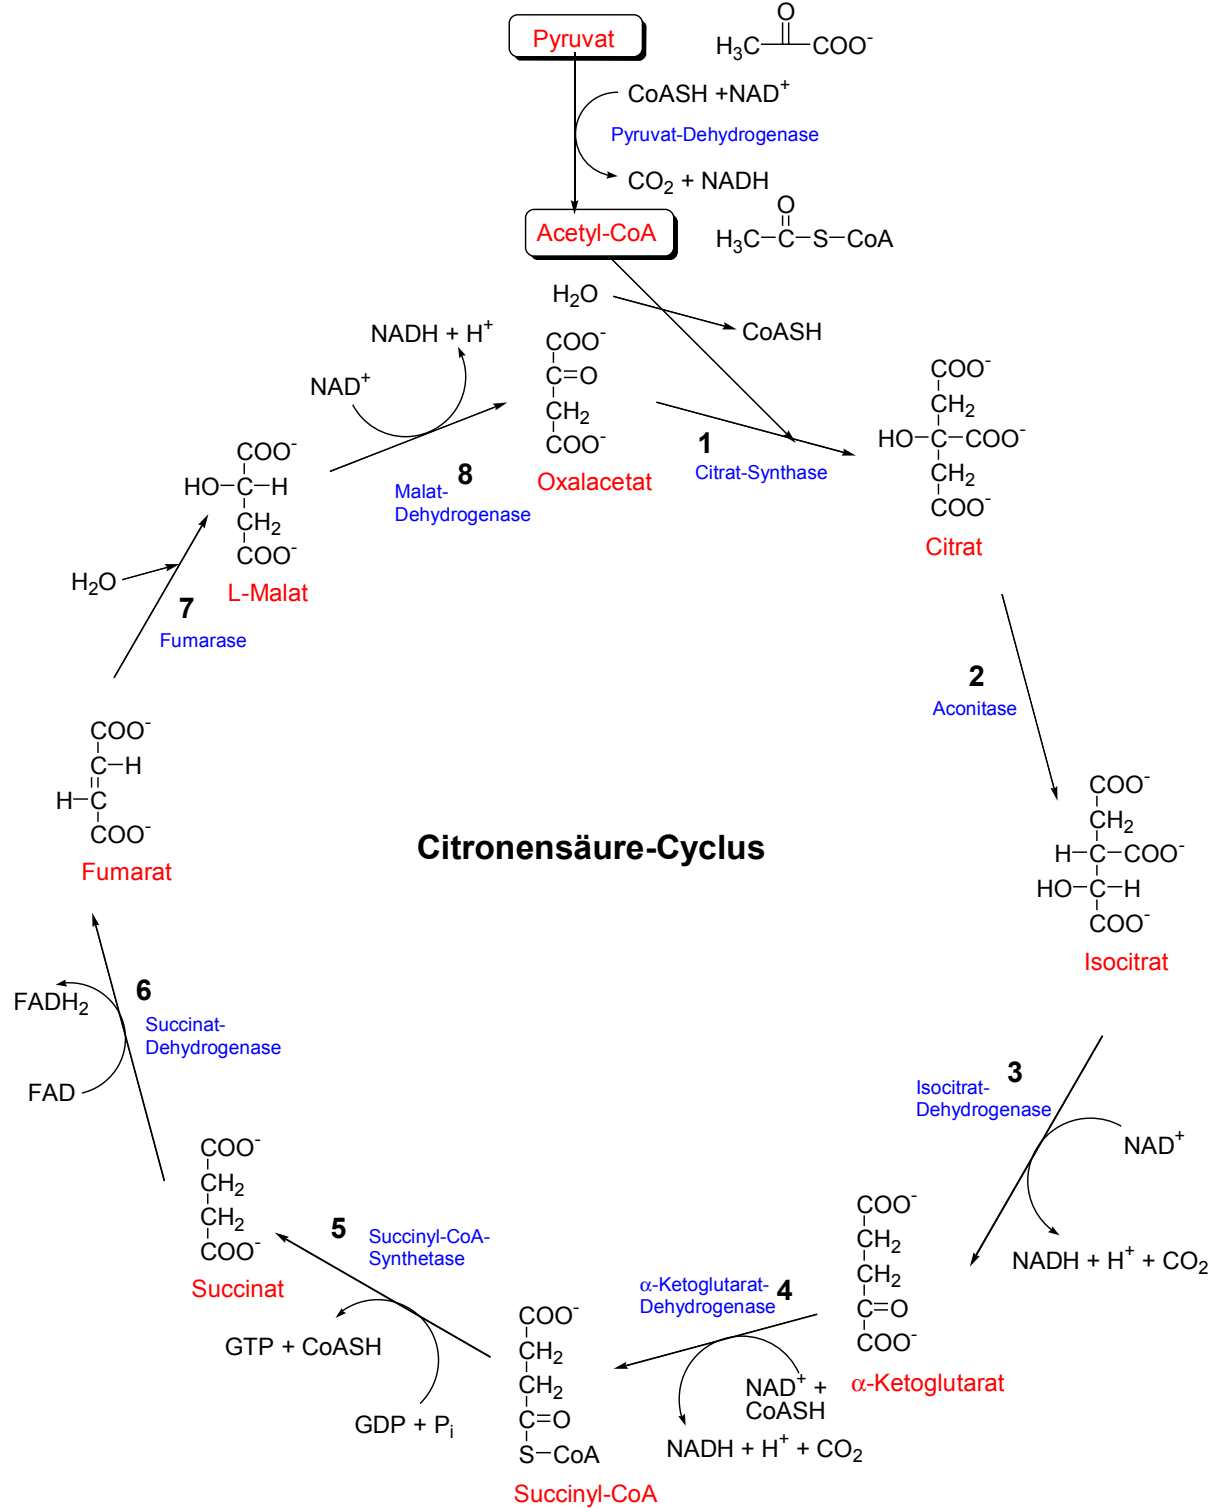 Pyruvat
H₃C—C(=O)—COO⁻
CoASH +NAD⁺
Pyruvat-Dehydrogenase
CO₂ + NADH
Acetyl-CoA
O
H₃C—C—S—CoA
H₂O
CoASH
COO⁻
C=O
CH₂
COO⁻
Oxalacetat
1
Citrat-Synthase
COO⁻
CH₂
HO—C—COO⁻
CH₂
COO⁻
Citrat
2
Aconitase
COO⁻
CH₂
H—C—COO⁻
HO—C—H
COO⁻
Isocitrat
3
Isocitrat-
Dehydrogenase
NAD⁺
NADH + H⁺ + CO₂
COO⁻
CH₂
CH₂
C=O
COO⁻
α-Ketoglutarat
4
α-Ketoglutarat-
Dehydrogenase
NAD⁺ +
CoASH
NADH + H⁺ + CO₂
COO⁻
CH₂
CH₂
C=O
S—CoA
Succinyl-CoA
5
Succinyl-CoA-
Synthetase
GTP + CoASH
GDP + Pᵢ
COO⁻
CH₂
CH₂
COO⁻
Succinat
6
Succinat-
Dehydrogenase
FADH₂
FAD
COO⁻
C—H
H—C
COO⁻
Fumarat
7
Fumarase
H₂O
COO⁻
HO—C—H
CH₂
COO⁻
L-Malat
8
Malat-
Dehydrogenase
NAD⁺
NADH + H⁺
Citronensäure-Cyclus